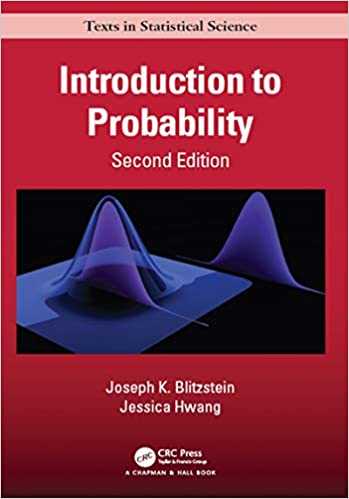 Texts in Statistical Science
Introduction to
Probability
Second Edition
Joseph K. Blitzstein
Jessica Hwang
CRC Press
Taylor & Francis Group
A CHAPMAN & HALL BOOK